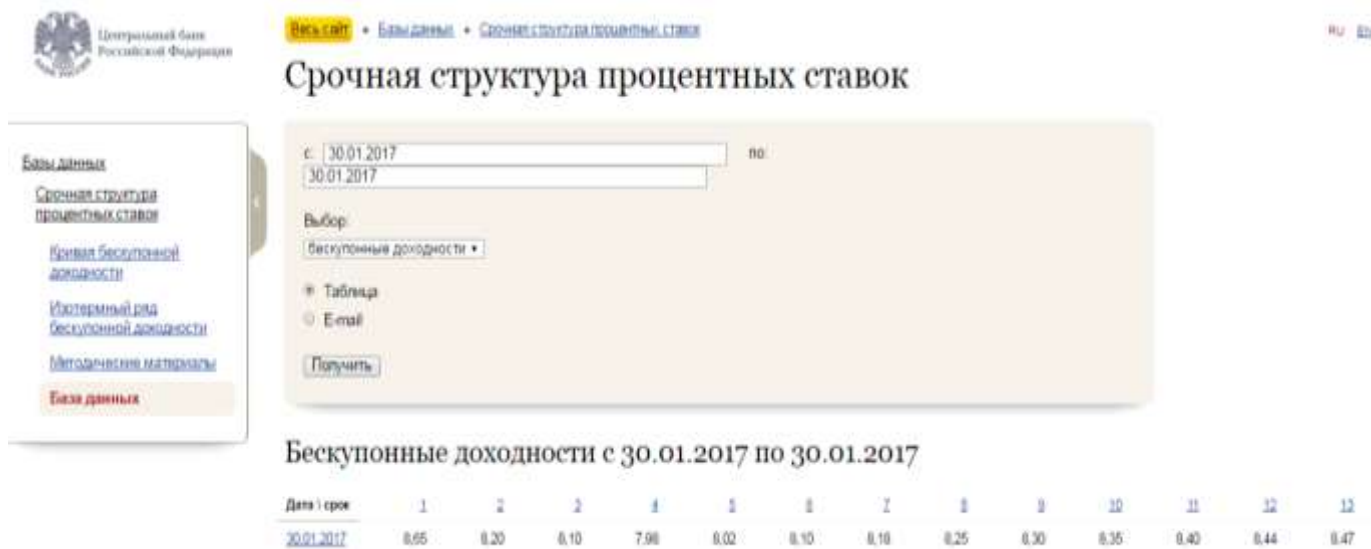 Центральный банк
Российской Федерации
Весь сайт • Базы данных • Срочная структура процентных ставок
RU En
Срочная структура процентных ставок
Базы данных
Срочная структура
процентных ставок
Кривая бескупонной
доходности
Изотермный ряд
бескупонной доходности
Методические материалы
База данных
с: 30.01.2017 по:
30.01.2017
Выбор:
бескупонные доходности
Таблица
E-mail
Получить
Бескупонные доходности с 30.01.2017 по 30.01.2017
Дата \ срок 1 2 3 4 5 6 7 8 9 10 11 12 13
30.01.2017 8,65 8,20 8,10 7,98 8,02 8,10 8,18 8,25 8,30 8,35 8,40 8,44 8,47